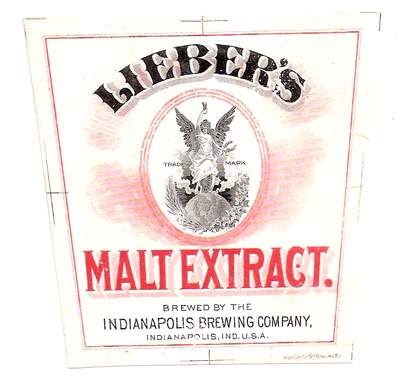 LIEBER'S
TRADE MARK
MALT EXTRACT.
BREWED BY THE
INDIANAPOLIS BREWING COMPANY,
INDIANAPOLIS, IND. U.S.A.